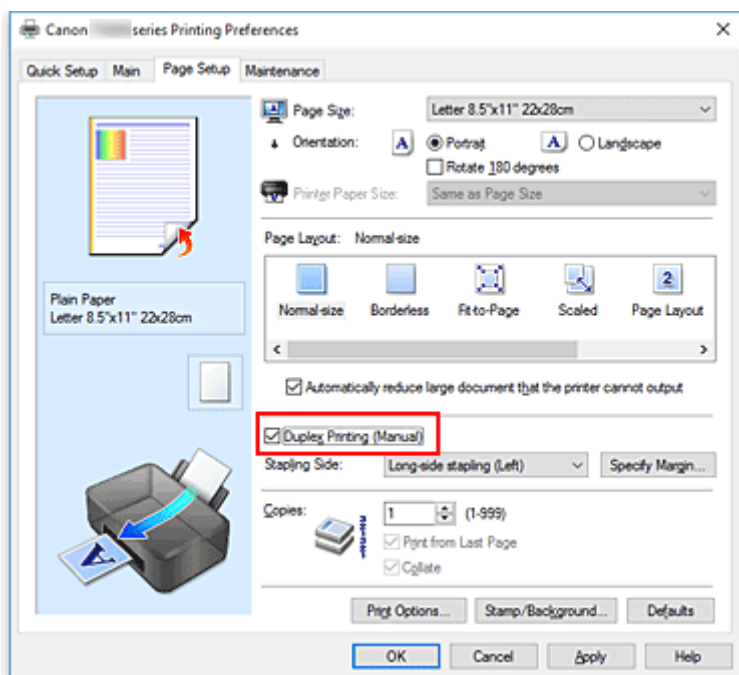 Canon series Printing Preferences
Quick Setup Main Page Setup Maintenance
Page Size: Letter 8.5"x11" 22x28cm
Orientation: A Portrait A Landscape
Rotate 180 degrees
Printer Paper Size: Same as Page Size
Page Layout: Normal-size
2
Normal-size Borderless Fit-to-Page Scaled Page Layout
Plain Paper
Letter 8.5"x11" 22x28cm
Automatically reduce large document that the printer cannot output
Duplex Printing (Manual)
Stapling Side: Long-side stapling (Left) Specify Margin...
Copies: 1 (1-999)
Print from Last Page
Collate
A
Print Options... Stamp/Background... Defaults
OK Cancel Apply Help